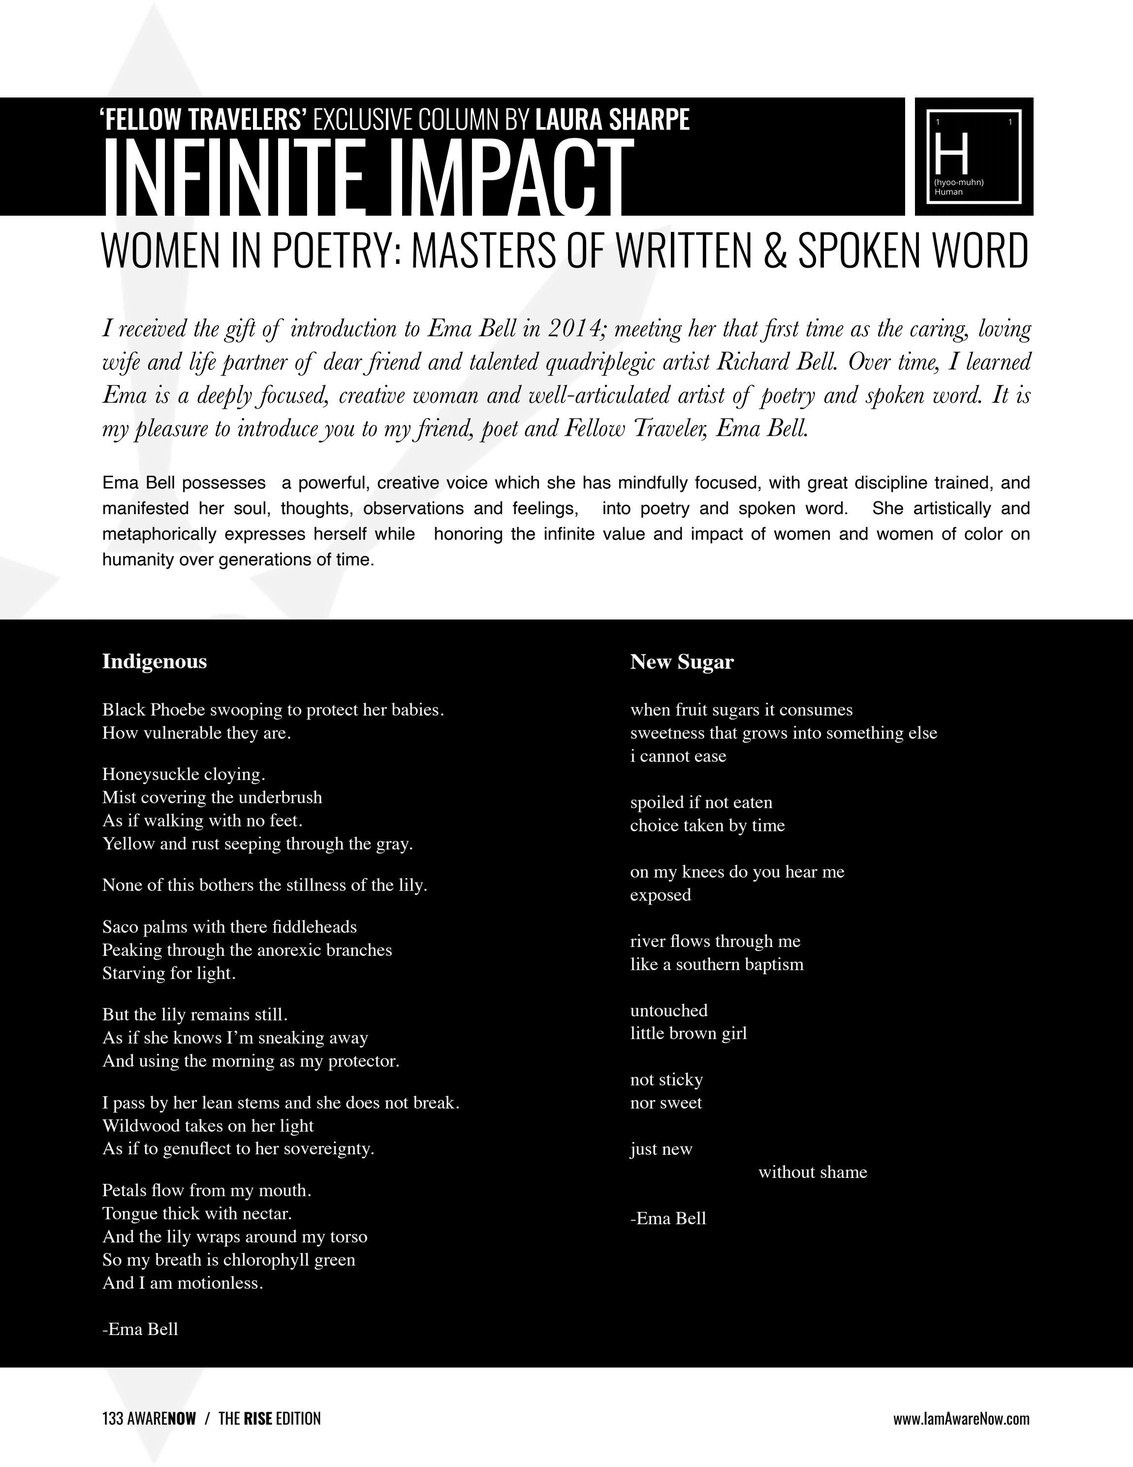 ‘FELLOW TRAVELERS’ EXCLUSIVE COLUMN BY LAURA SHARPE
INFINITE IMPACT
1 1
H
(hyoo-muhn)
Human
WOMEN IN POETRY: MASTERS OF WRITTEN & SPOKEN WORD
I received the gift of introduction to Ema Bell in 2014; meeting her that first time as the caring, loving
wife and life partner of dear friend and talented quadriplegic artist Richard Bell. Over time, I learned
Ema is a deeply focused, creative woman and well-articulated artist of poetry and spoken word. It is
my pleasure to introduce you to my friend, poet and Fellow Traveler, Ema Bell.
Ema Bell possesses a powerful, creative voice which she has mindfully focused, with great discipline trained, and
manifested her soul, thoughts, observations and feelings, into poetry and spoken word. She artistically and
metaphorically expresses herself while honoring the infinite value and impact of women and women of color on
humanity over generations of time.
Indigenous
Black Phoebe swooping to protect her babies.
How vulnerable they are.
Honeysuckle cloying.
Mist covering the underbrush
As if walking with no feet.
Yellow and rust seeping through the gray.
None of this bothers the stillness of the lily.
Saco palms with there fiddleheads
Peaking through the anorexic branches
Starving for light.
But the lily remains still.
As if she knows I’m sneaking away
And using the morning as my protector.
I pass by her lean stems and she does not break.
Wildwood takes on her light
As if to genuflect to her sovereignty.
Petals flow from my mouth.
Tongue thick with nectar.
And the lily wraps around my torso
So my breath is chlorophyll green
And I am motionless.
-Ema Bell
New Sugar
when fruit sugars it consumes
sweetness that grows into something else
i cannot ease
spoiled if not eaten
choice taken by time
on my knees do you hear me
exposed
river flows through me
like a southern baptism
untouched
little brown girl
not sticky
nor sweet
just new
without shame
-Ema Bell
133 AWARENOW / THE RISE EDITION
www.IamAwareNow.com